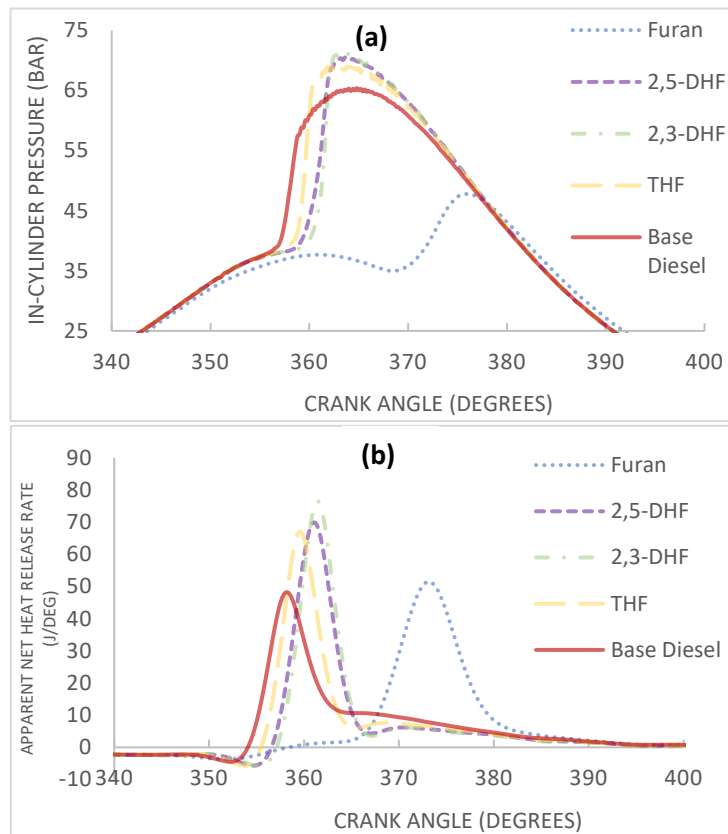 (a)
75
65
55
45
35
25
IN-CYLINDER PRESSURE (BAR)
340 350 360 370 380 390 400
CRANK ANGLE (DEGREES)
Furan
2,5-DHF
2,3-DHF
THF
Base
Diesel
(b)
90
80
70
60
50
40
30
20
10
0
-10
APPARENT NET HEAT RELEASE RATE
(J/DEG)
340 350 360 370 380 390 400
CRANK ANGLE (DEGREES)
Furan
2,5-DHF
2,3-DHF
THF
Base Diesel